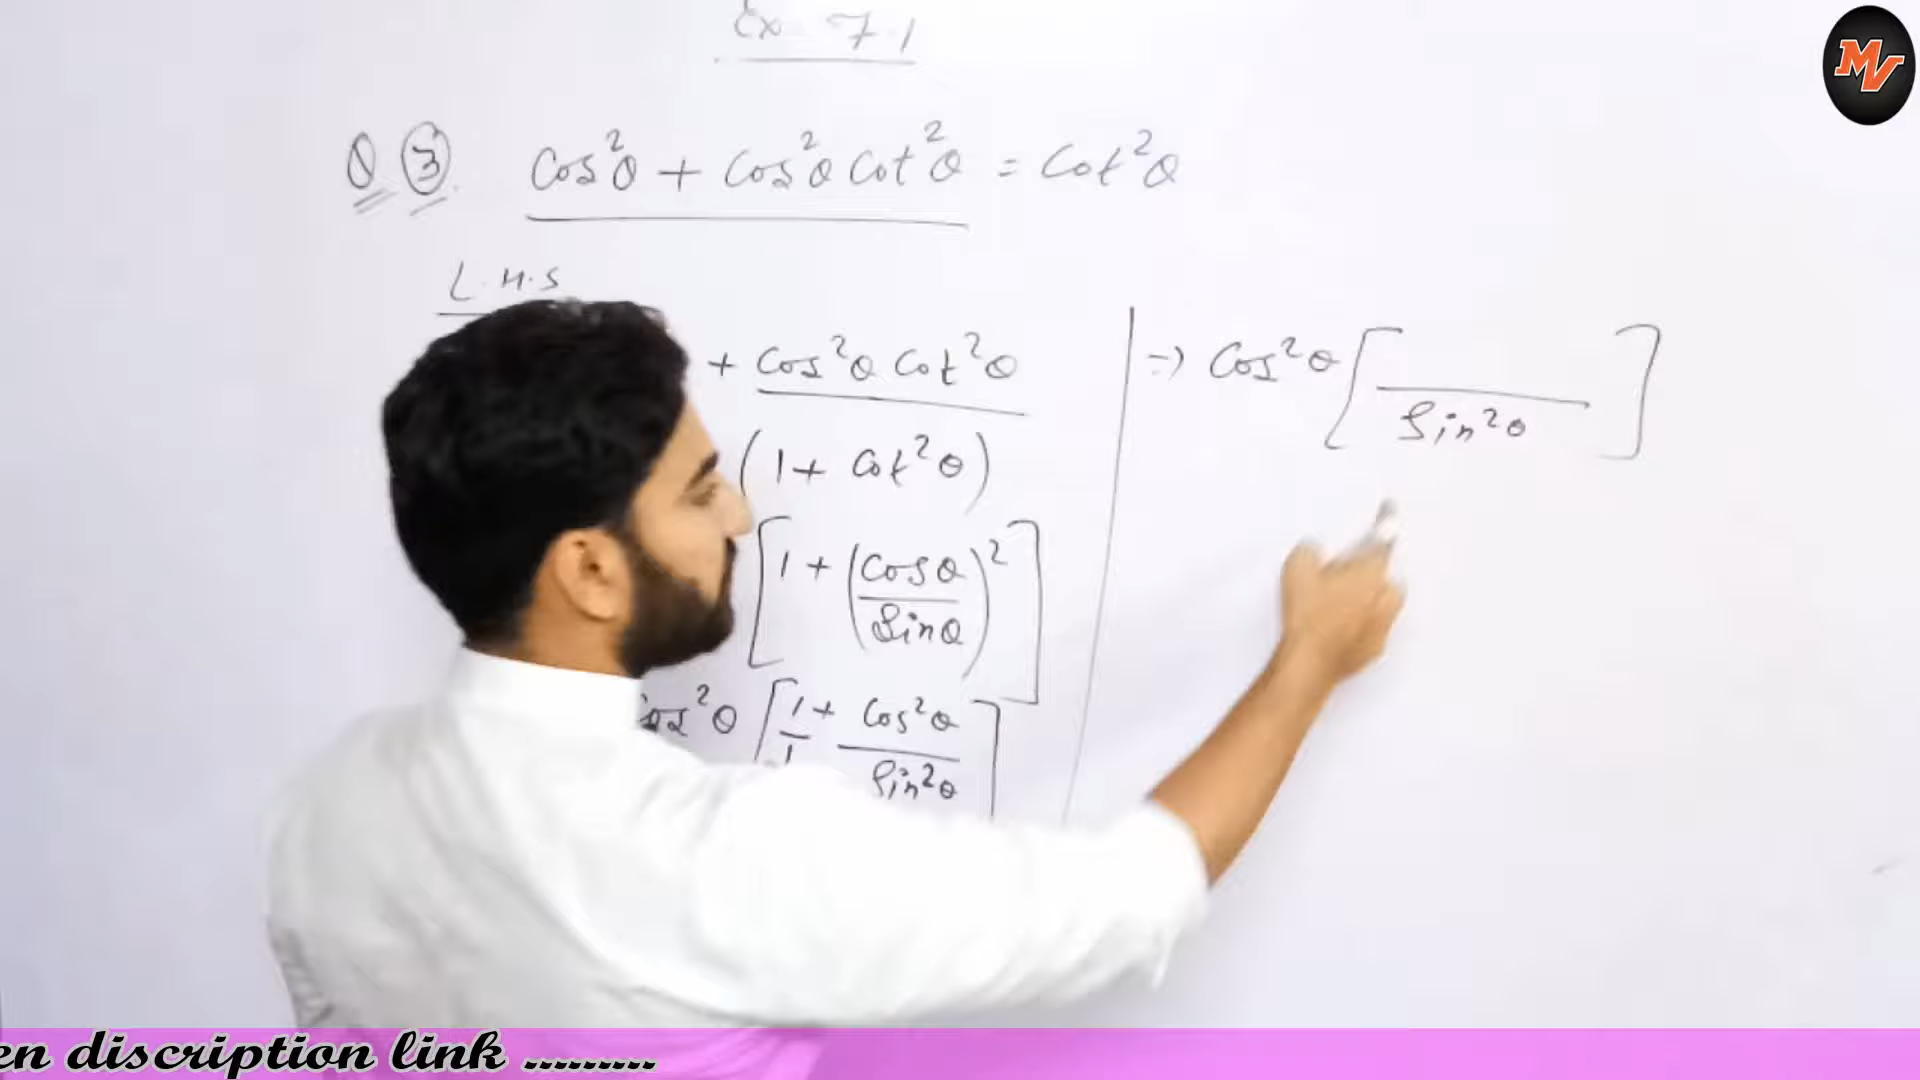 Ex 7.1
Q 3. Cos²θ + Cos²θ Cot²θ = Cot²θ
L.H.S
+ Cos²θ Cot²θ
(1 + Cot²θ)
[1 + (Cosθ/Sinθ)²]
Cos²θ [1/1 + Cos²θ/Sin²θ]
=> Cos²θ [ /Sin²θ ]
MV
en discription link .........